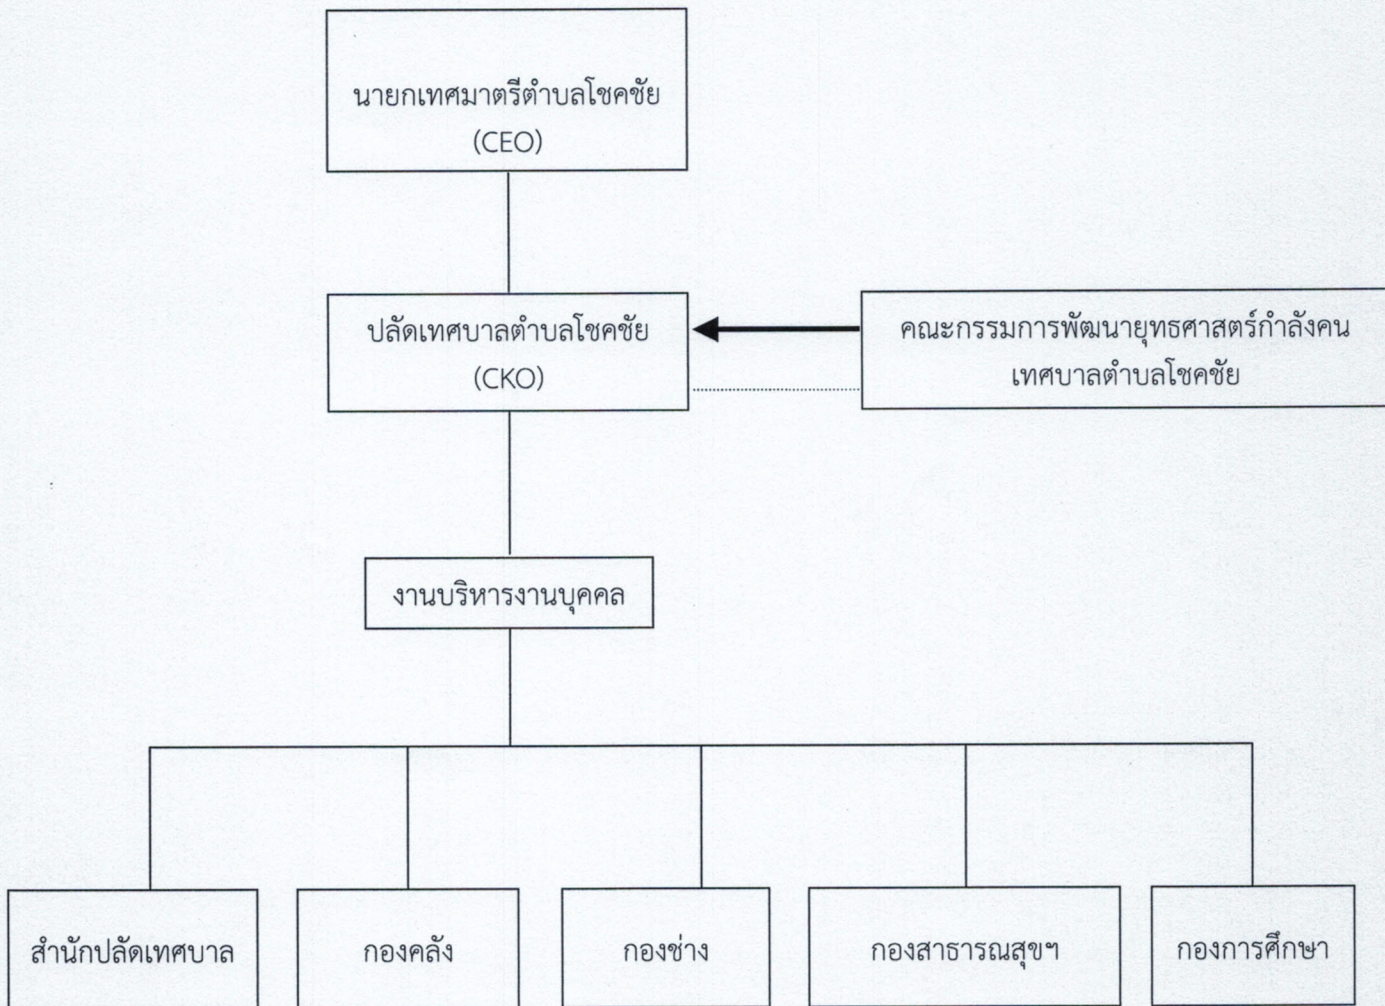 นายกเทศมาตรีตำบลโชคชัย
(CEO)
ปลัดเทศบาลตำบลโชคชัย
(CKO)
คณะกรรมการพัฒนายุทธศาสตร์กำลังคน
เทศบาลตำบลโชคชัย
งานบริหารงานบุคคล
สำนักปลัดเทศบาล
กองคลัง
กองช่าง
กองสาธารณสุขฯ
กองการศึกษา